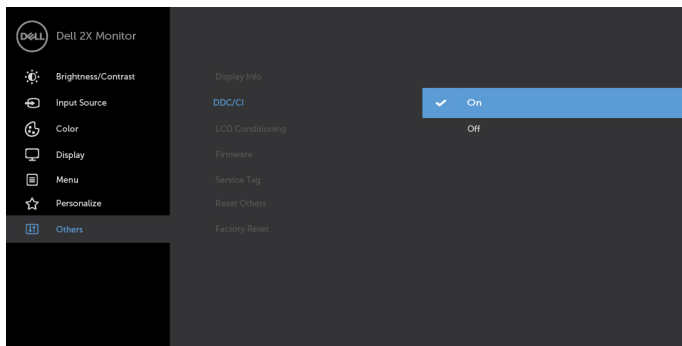 DELL
Dell 2X Monitor
Brightness/Contrast
Input Source
Color
Display
Menu
Personalize
Others
Display Info
DDC/CI
LCD Conditioning
Firmware
Service Tag
Reset Others
Factory Reset
On
Off